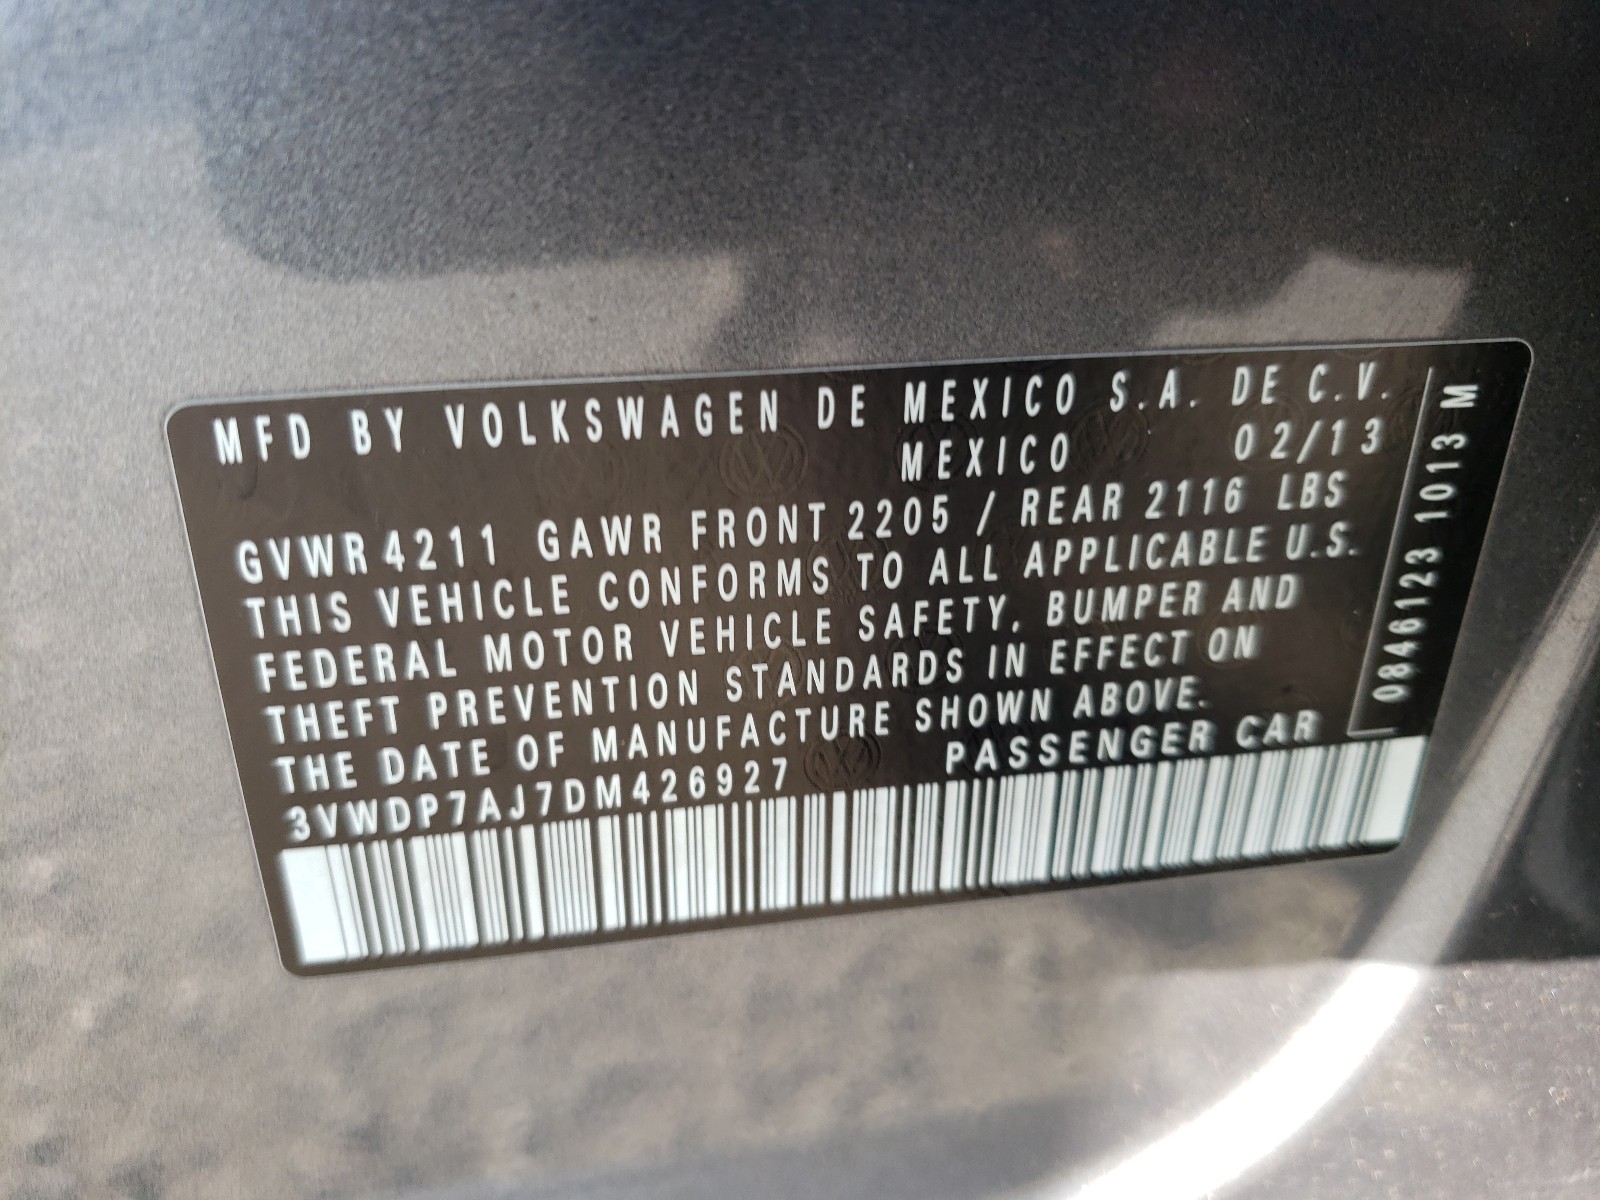 MFD BY VOLKSWAGEN DE MEXICO S.A. DE C.V.
MEXICO 02/13
GVWR 4211 GAWR FRONT 2205 / REAR 2116 LBS
THIS VEHICLE CONFORMS TO ALL APPLICABLE U.S.
FEDERAL MOTOR VEHICLE SAFETY, BUMPER AND
THEFT PREVENTION STANDARDS IN EFFECT ON
THE DATE OF MANUFACTURE SHOWN ABOVE.
3VWDP7AJ7DM426927 PASSENGER CAR
0846123 1013 M